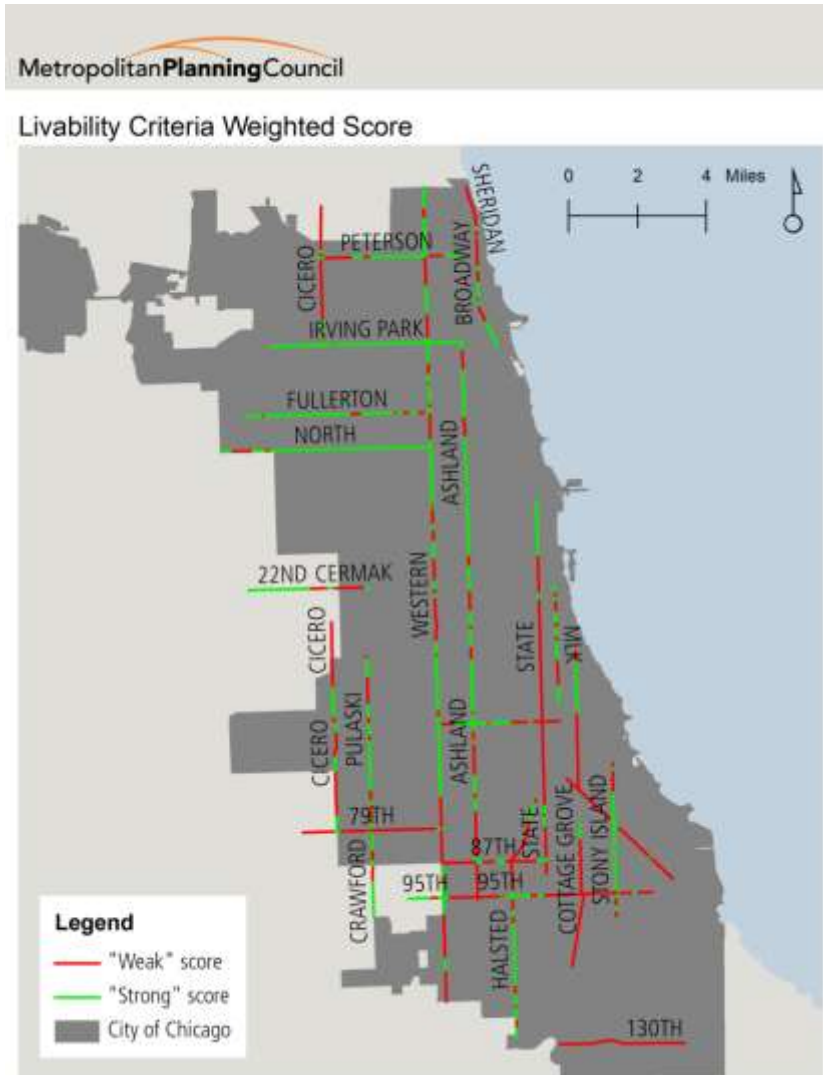 MetropolitanPlanningCouncil
Livability Criteria Weighted Score
0 2 4 Miles
SHERIDAN
PETERSON
BROADWAY
CICERO
IRVING PARK
FULLERTON
NORTH
ASHLAND
22ND CERMAK
WESTERN
CICERO
STATE
MLK
PULASKI
CICERO
ASHLAND
79TH
STATE
COTTAGE GROVE
STONY ISLAND
87TH
CRAWFORD
95TH
95TH
HALSTED
130TH
Legend
"Weak" score
"Strong" score
City of Chicago